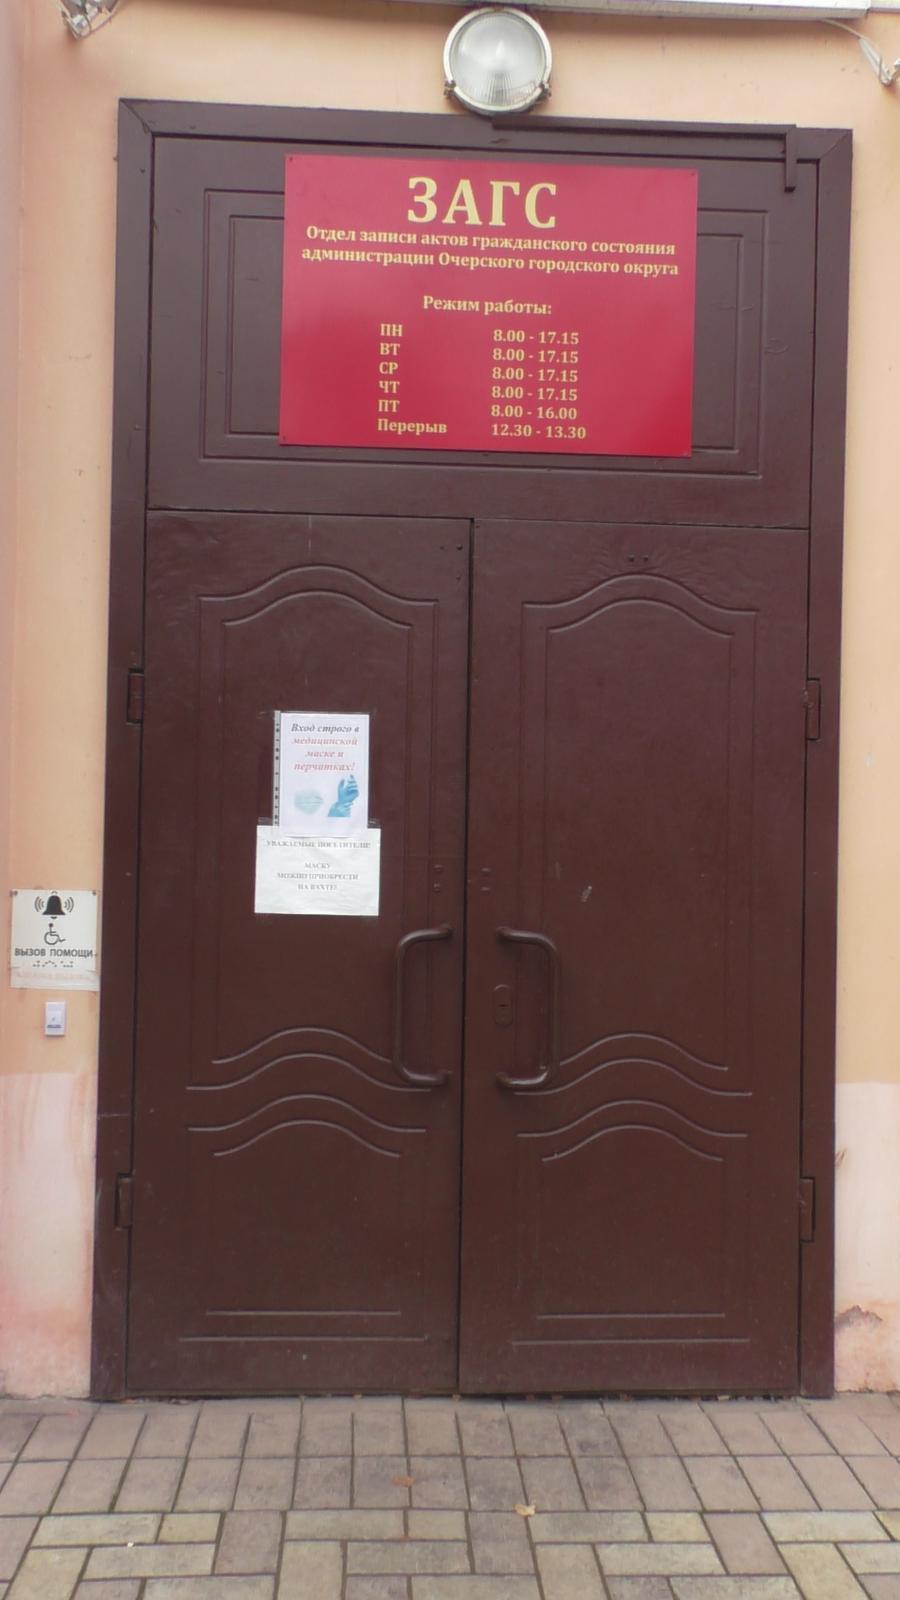 ЗАГС
Отдел записи актов гражданского состояния
администрации Очерского городского округа
Режим работы:
ПН 8.00 - 17.15
ВТ 8.00 - 17.15
СР 8.00 - 17.15
ЧТ 8.00 - 17.15
ПТ 8.00 - 16.00
Перерыв 12.30 - 13.30
Вход строго в
медицинской
маске и
перчатках!
УВАЖАЕМЫЕ ПОСЕТИТЕЛИ!
МАСКУ
МОЖНО ПРИОБРЕСТИ
НА ВАХТЕ!
ВЫЗОВ ПОМОЩИ